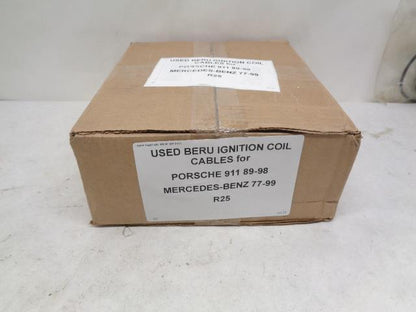 USED BERU IGNITION COIL
CABLES for
PORSCHE 911 89-98
MERCEDES-BENZ 77-99
R25
USED BERU IGNITION COIL
CABLES for
PORSCHE 911 89-98
MERCEDES-BENZ 77-99
R25